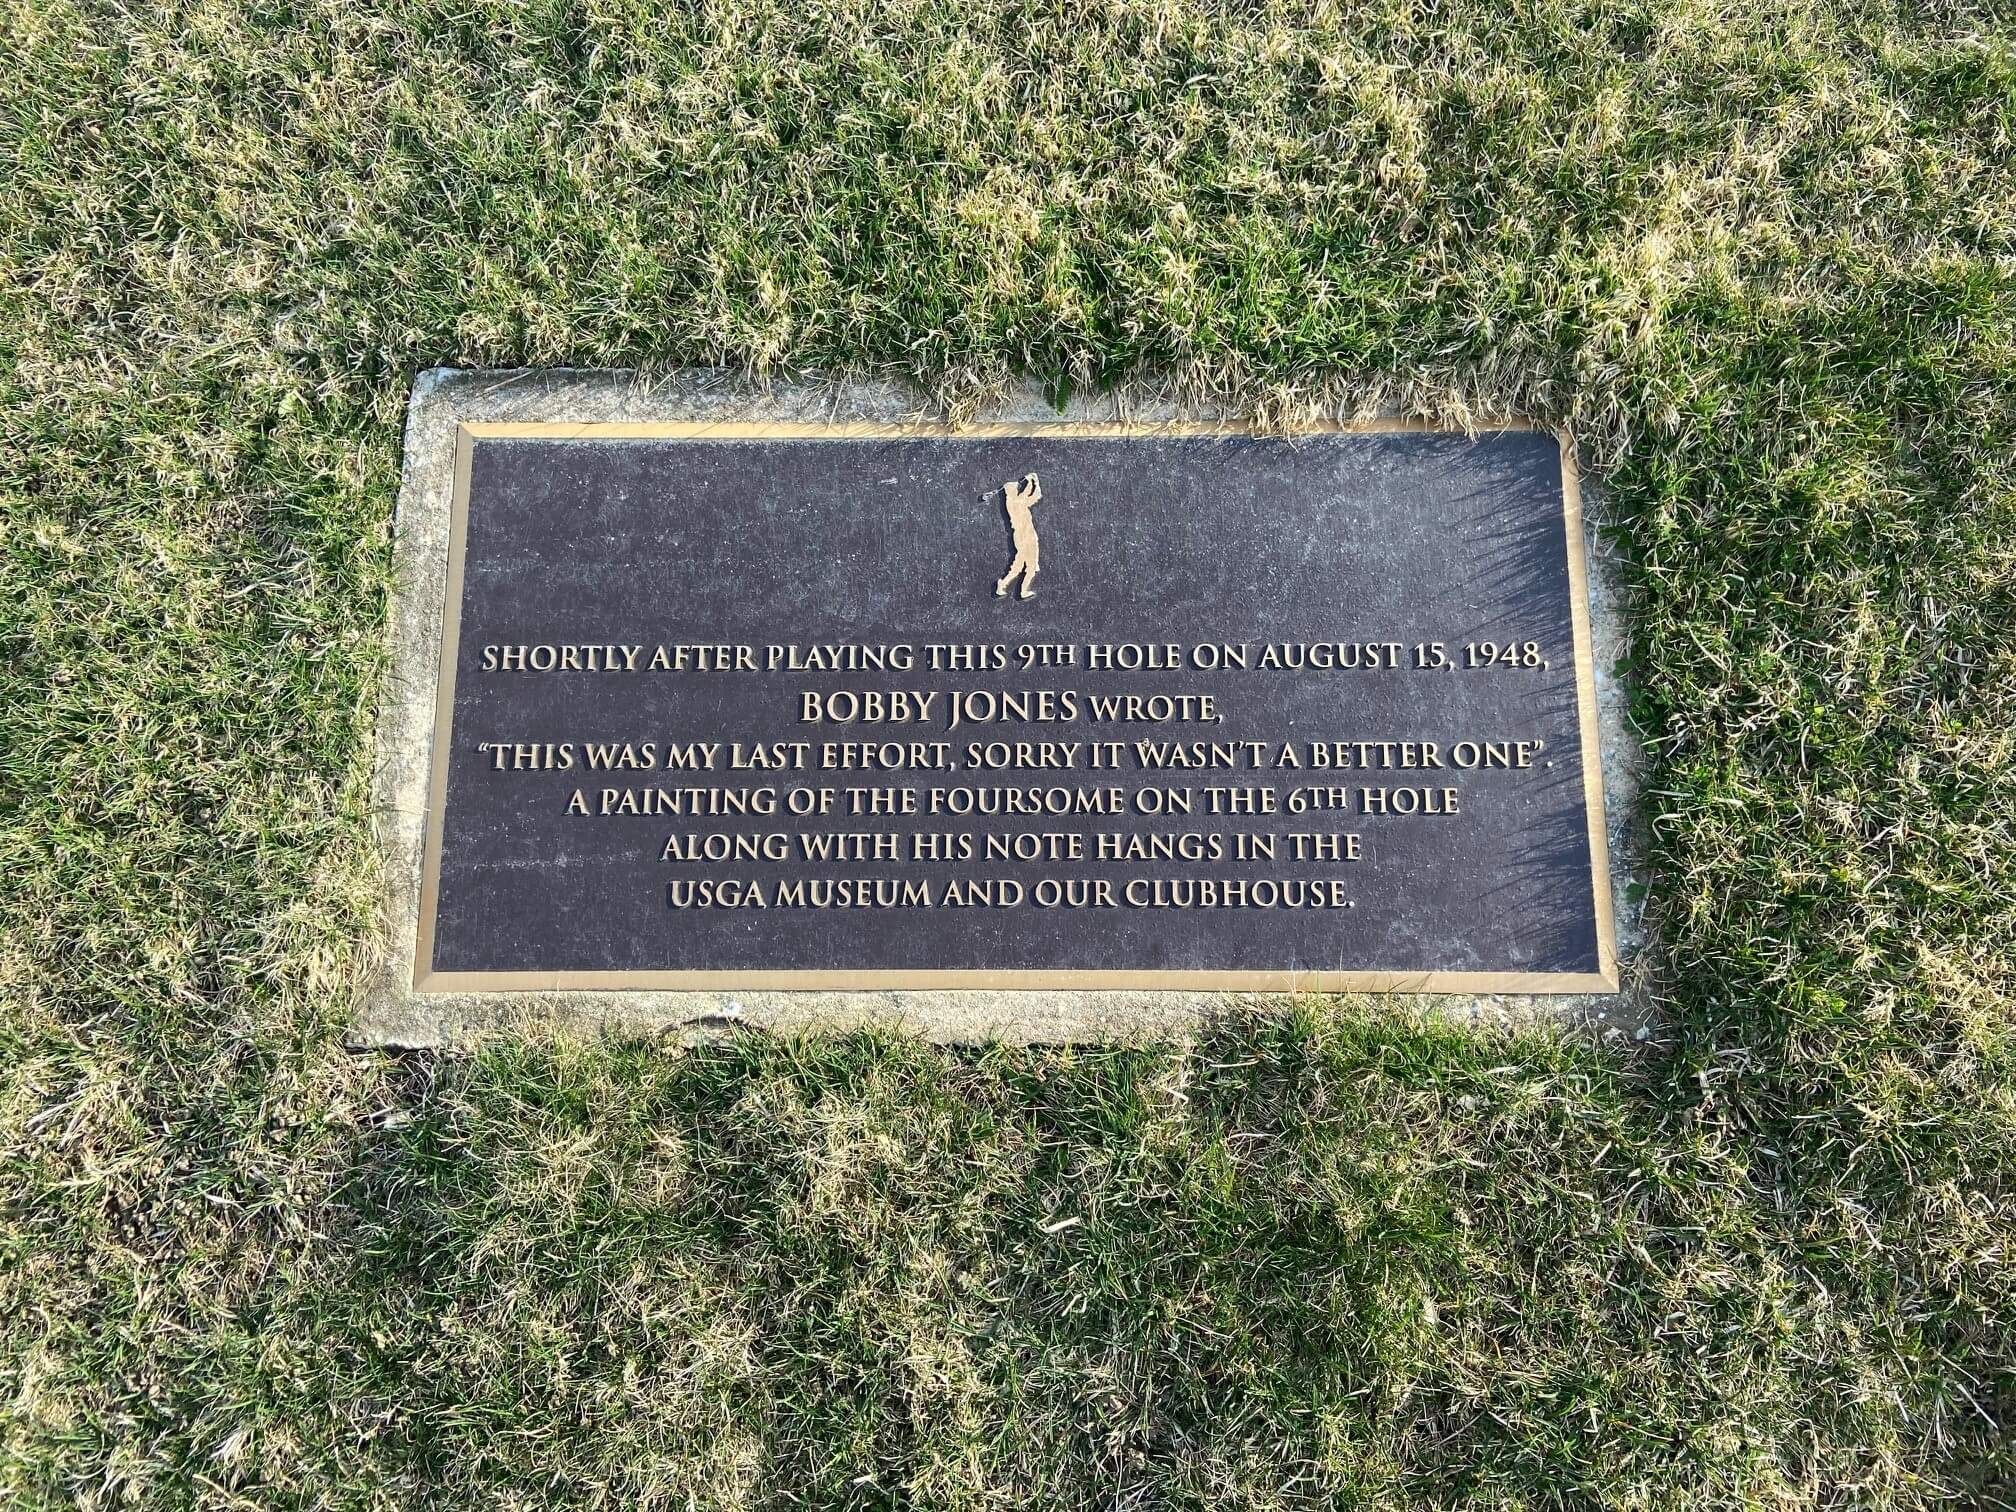 SHORTLY AFTER PLAYING THIS 9TH HOLE ON AUGUST 15, 1948,
BOBBY JONES WROTE,
“THIS WAS MY LAST EFFORT, SORRY IT WASN'T A BETTER ONE”.
A PAINTING OF THE FOURSOME ON THE 6TH HOLE
ALONG WITH HIS NOTE HANGS IN THE
USGA MUSEUM AND OUR CLUBHOUSE.